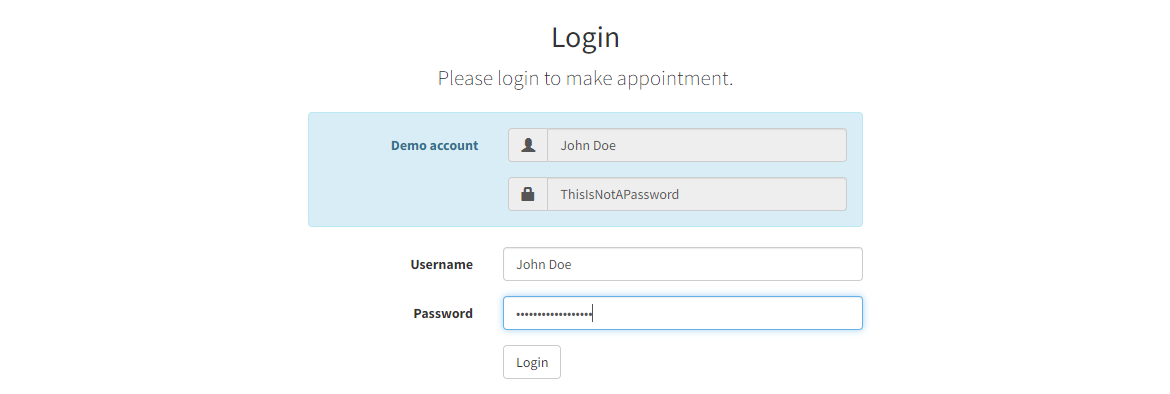 Login
Please login to make appointment.
Demo account
John Doe
ThisIsNotAPassword
Username
John Doe
Password
••••••••••••••••••
Login